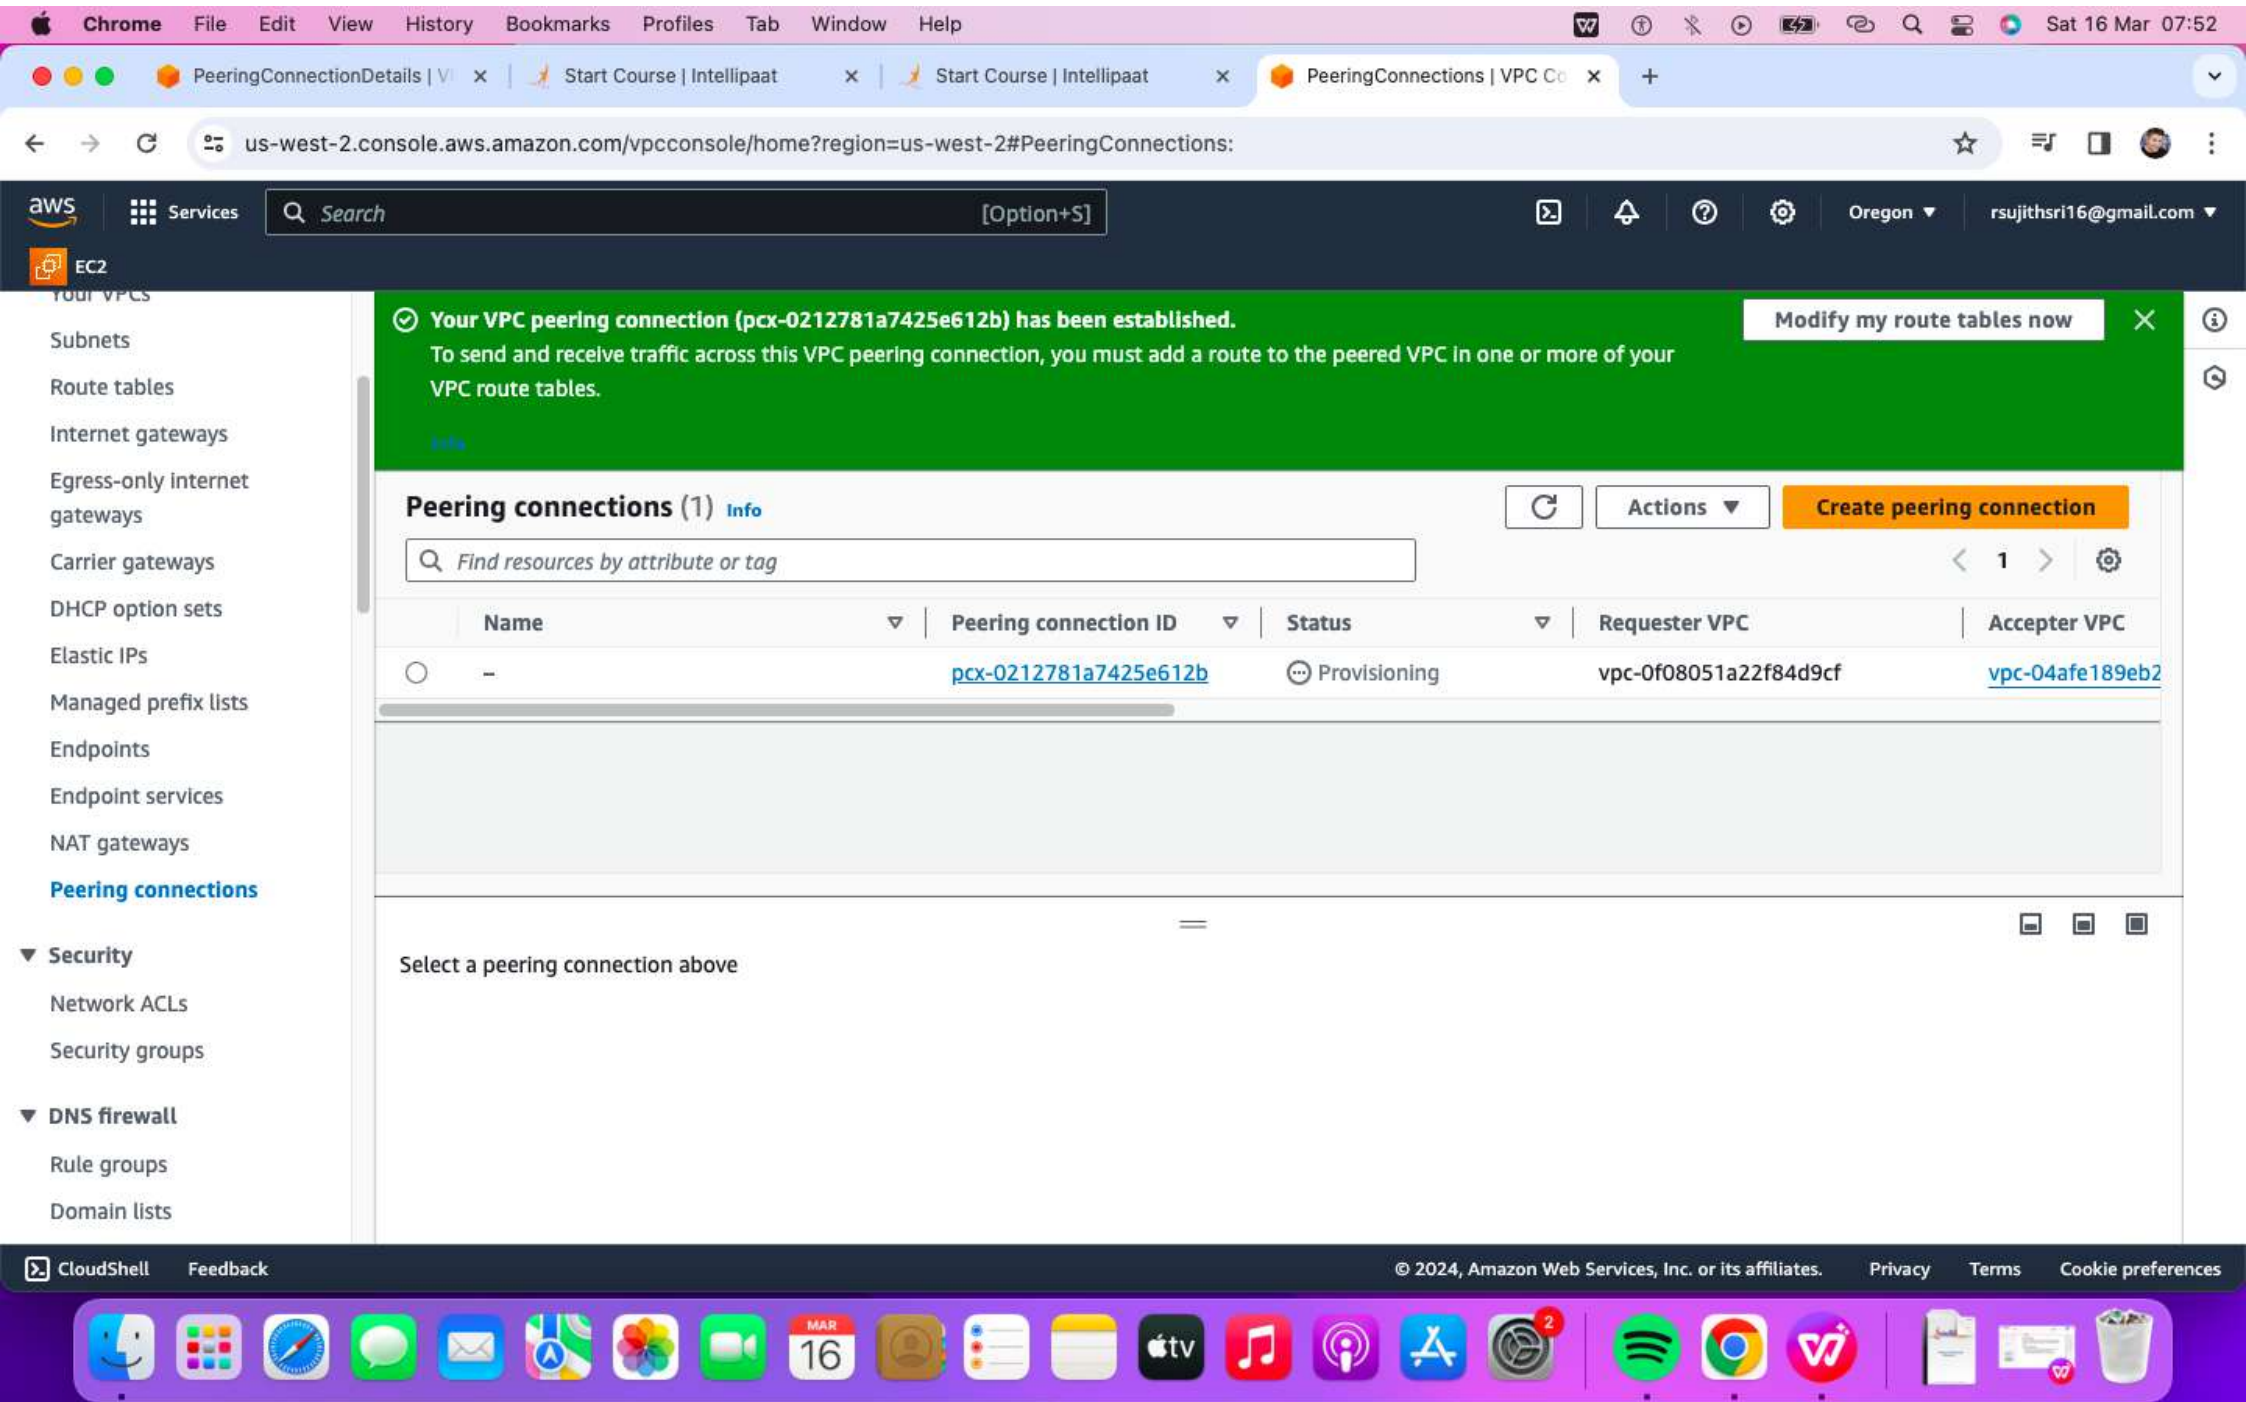 Chrome File Edit View History Bookmarks Profiles Tab Window Help Sat 16 Mar 07:52
PeeringConnectionDetails | V Start Course | Intellipaat Start Course | Intellipaat PeeringConnections | VPC Co
us-west-2.console.aws.amazon.com/vpcconsole/home?region=us-west-2#PeeringConnections:
aws Services Search [Option+S] Oregon rsujithsri16@gmail.com
EC2
Your VPCs
Subnets
Route tables
Internet gateways
Egress-only internet
gateways
Carrier gateways
DHCP option sets
Elastic IPs
Managed prefix lists
Endpoints
Endpoint services
NAT gateways
Peering connections
Security
Network ACLs
Security groups
DNS firewall
Rule groups
Domain lists
Your VPC peering connection (pcx-0212781a7425e612b) has been established.
Modify my route tables now
To send and receive traffic across this VPC peering connection, you must add a route to the peered VPC in one or more of your
VPC route tables.
Info
Peering connections (1) Info
Actions
Create peering connection
Find resources by attribute or tag
1
Name Peering connection ID Status Requester VPC Accepter VPC
– pcx-0212781a7425e612b Provisioning vpc-0f08051a22f84d9cf vpc-04afe189eb2
Select a peering connection above
CloudShell Feedback © 2024, Amazon Web Services, Inc. or its affiliates. Privacy Terms Cookie preferences
MAR
16
tv
2